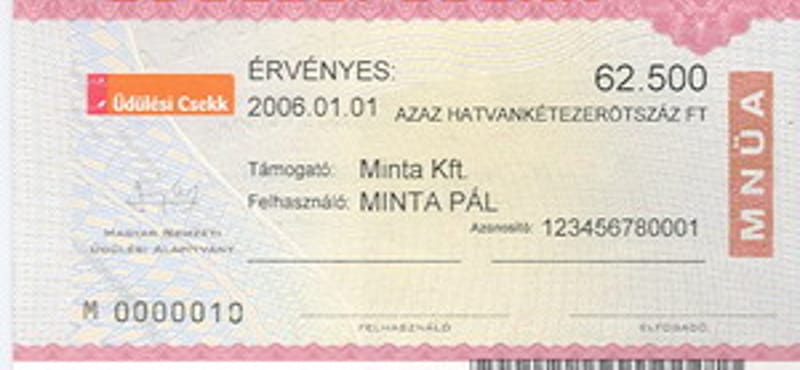 ÉRVÉNYES:
62.500
Üdülési Csekk
2006.01.01
AZAZ HATVANKÉTEZERÖTSZÁZ FT
MNÜA
Támogató: Minta Kft.
Felhasználó: MINTA PÁL
Azonosító: 123456780001
MAGYAR NEMZETI
ÜDÜLÉSI ALAPÍTVÁNY
M 0000010
FELHASZNÁLÓ
ELFOGADÓ